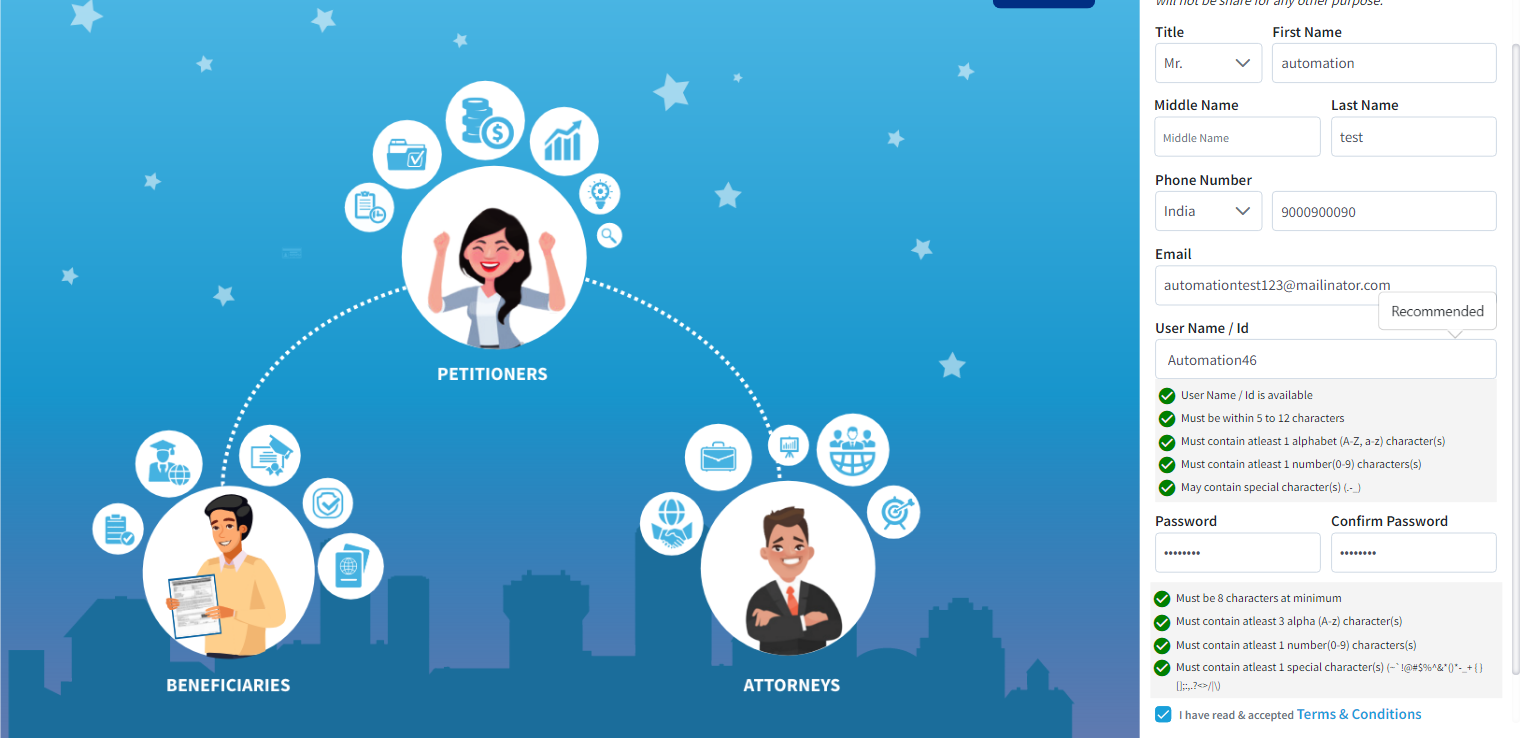 will not be share for any other purpose.
Title
First Name
Mr.
automation
Middle Name
Last Name
Middle Name
test
Phone Number
India
9000900090
Email
automationtest123@mailinator.com
Recommended
User Name / Id
Automation46
User Name / Id is available
Must be within 5 to 12 characters
Must contain atleast 1 alphabet (A-Z, a-z) character(s)
Must contain atleast 1 number(0-9) characters(s)
May contain special character(s) (.-_)
Password
Confirm Password
••••••••
••••••••
Must be 8 characters at minimum
Must contain atleast 3 alpha (A-z) character(s)
Must contain atleast 1 number(0-9) characters(s)
Must contain atleast 1 special character(s) (~`!@#$%^&*()*-_+ { }
[];:,.?<>/|\)
I have read & accepted Terms & Conditions
PETITIONERS
BENEFICIARIES
ATTORNEYS